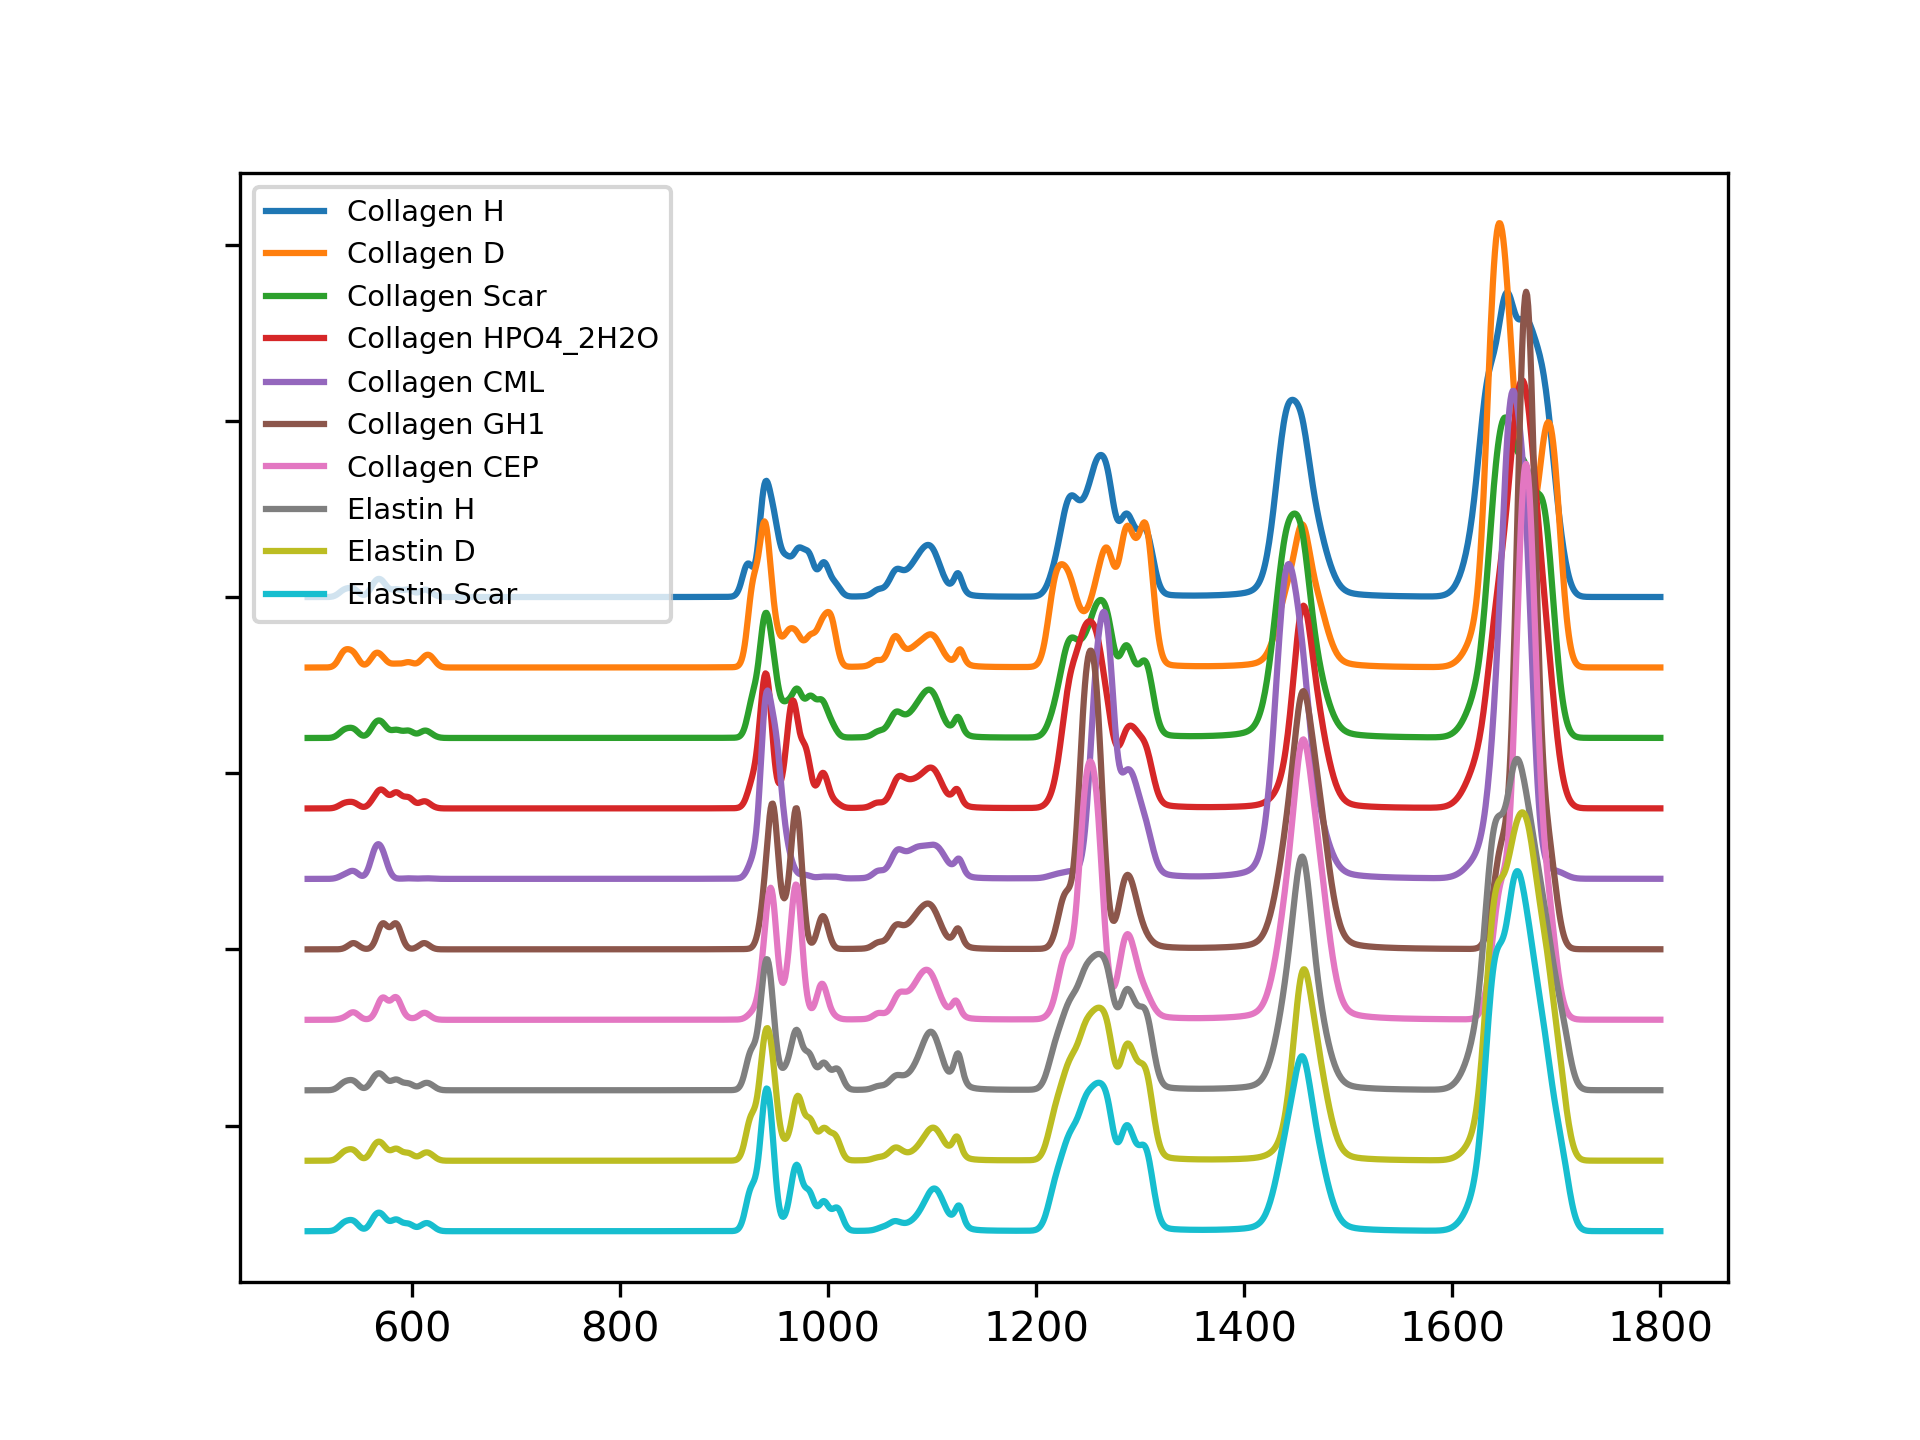 Collagen H
Collagen D
Collagen Scar
Collagen HPO4_2H2O
Collagen CML
Collagen GH1
Collagen CEP
Elastin H
Elastin D
Elastin Scar
600 800 1000 1200 1400 1600 1800